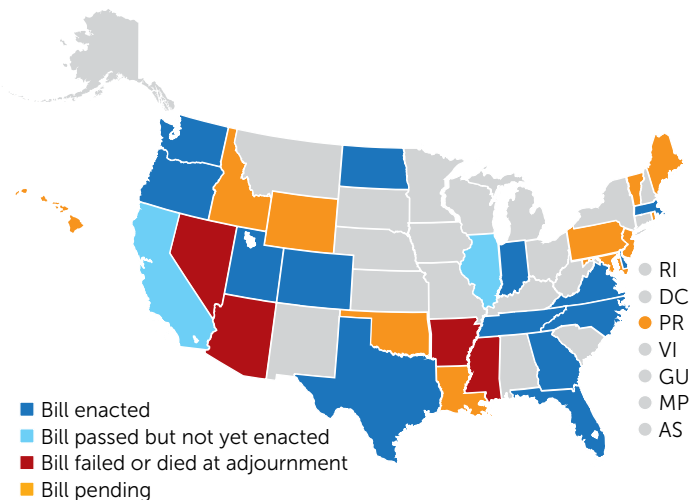 RI
DC
PR
VI
GU
MP
AS
Bill enacted
Bill passed but not yet enacted
Bill failed or died at adjournment
Bill pending